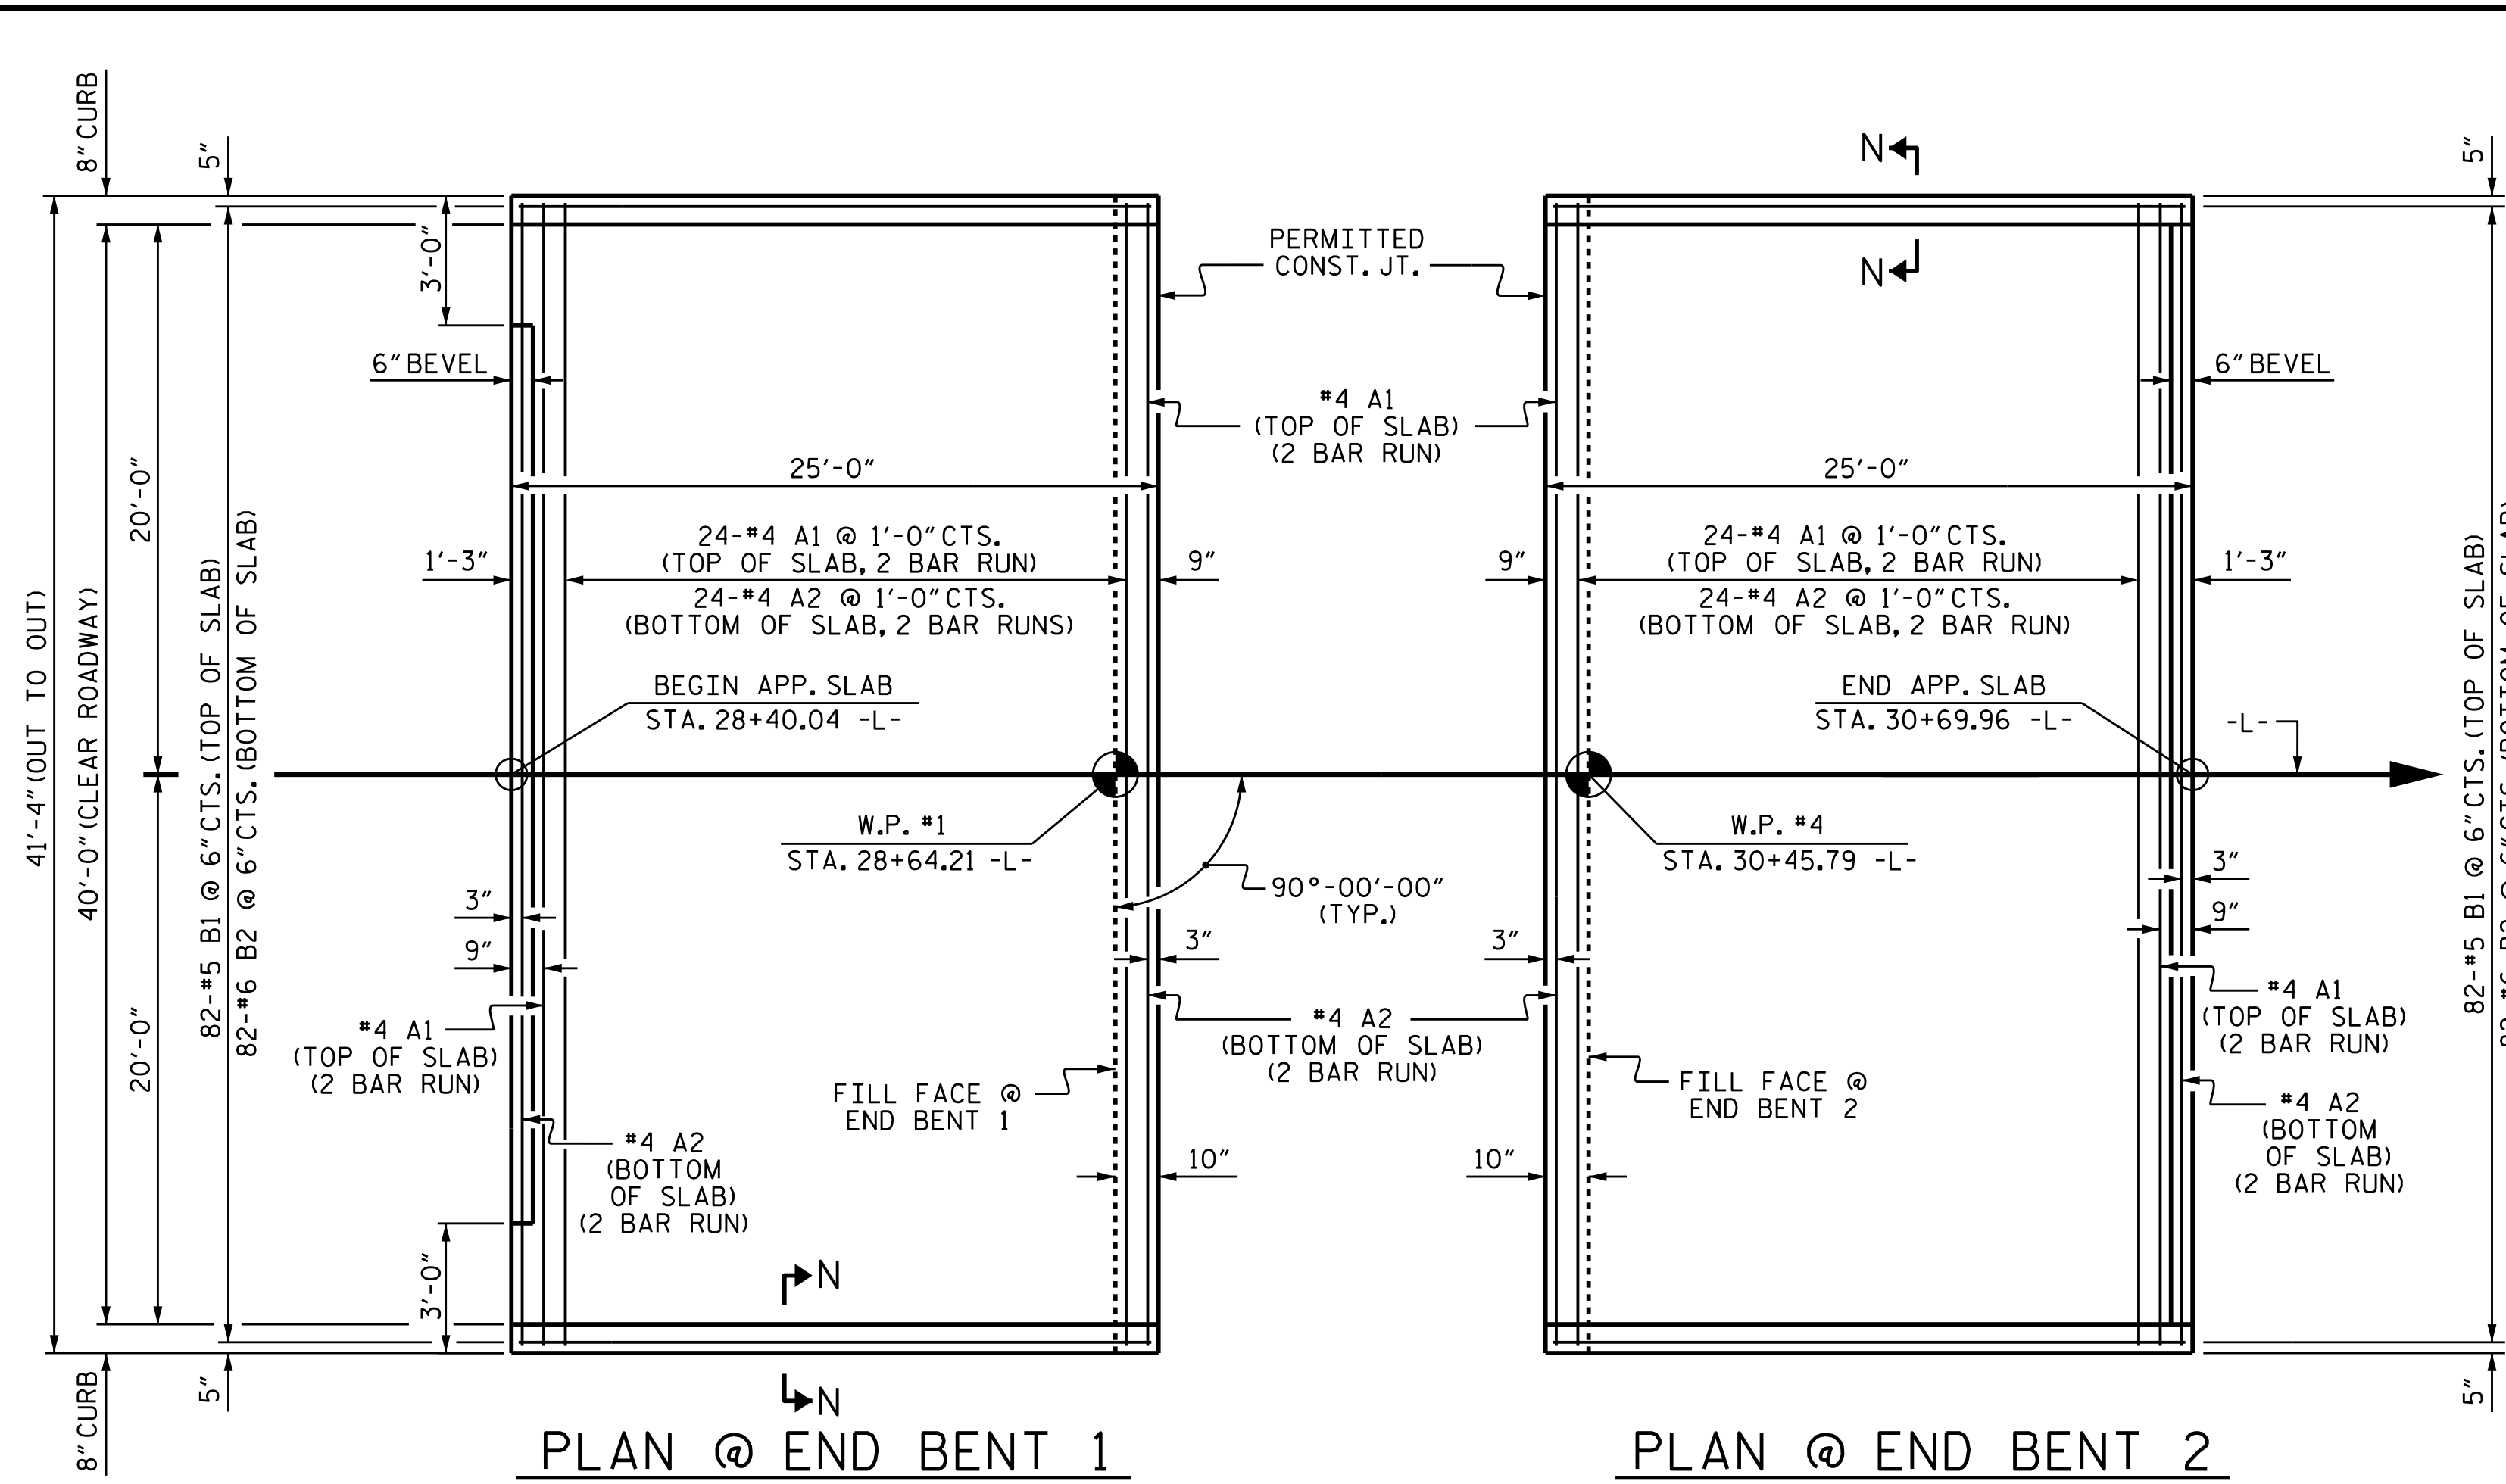 8" CURB
5"
3'-0"
6" BEVEL
20'-0"
41'-4" (OUT TO OUT)
40'-0" (CLEAR ROADWAY)
82-#5 B1 @ 6" CTS. (TOP OF SLAB)
82-#6 B2 @ 6" CTS. (BOTTOM OF SLAB)
20'-0"
1'-3"
25'-0"
24-#4 A1 @ 1'-0" CTS.
(TOP OF SLAB, 2 BAR RUN)
24-#4 A2 @ 1'-0" CTS.
(BOTTOM OF SLAB, 2 BAR RUNS)
9"
BEGIN APP. SLAB
STA. 28+40.04 -L-
W.P. #1
STA. 28+64.21 -L-
3"
9"
#4 A1
(TOP OF SLAB)
(2 BAR RUN)
#4 A2
(BOTTOM
OF SLAB)
(2 BAR RUN)
FILL FACE @
END BENT 1
3'-0"
N
N
8" CURB
5"
PLAN @ END BENT 1
PERMITTED
CONST. JT.
#4 A1
(TOP OF SLAB)
(2 BAR RUN)
90°-00'-00"
(TYP.)
3"
3"
#4 A2
(BOTTOM OF SLAB)
(2 BAR RUN)
10"
10"
N
N
5"
6" BEVEL
25'-0"
9"
24-#4 A1 @ 1'-0" CTS.
(TOP OF SLAB, 2 BAR RUN)
24-#4 A2 @ 1'-0" CTS.
(BOTTOM OF SLAB, 2 BAR RUN)
1'-3"
END APP. SLAB
STA. 30+69.96 -L-
-L-
W.P. #4
STA. 30+45.79 -L-
3"
9"
#4 A1
(TOP OF SLAB)
(2 BAR RUN)
#4 A2
(BOTTOM
OF SLAB)
(2 BAR RUN)
FILL FACE @
END BENT 2
82-#5 B1 @ 6" CTS. (TOP OF SLAB)
5"
PLAN @ END BENT 2